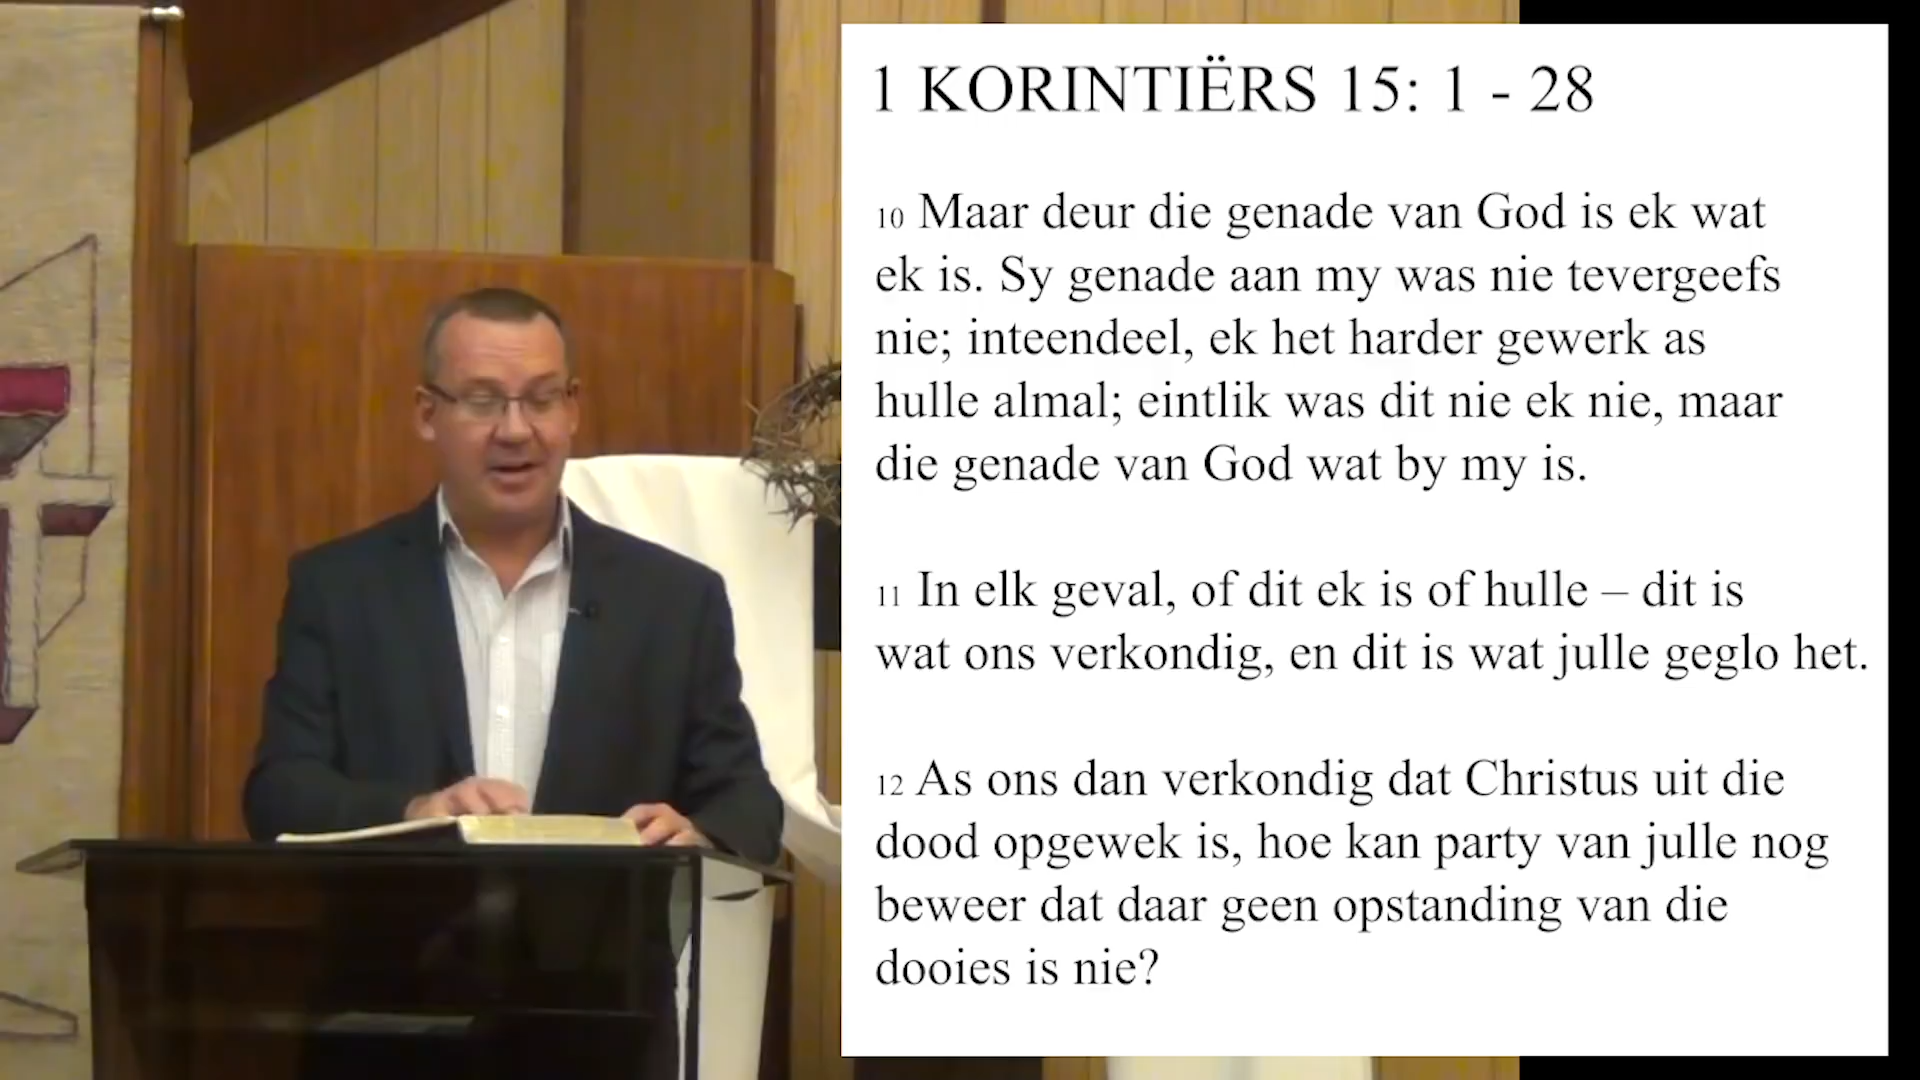 1 KORINTIËRS 15: 1 - 28
10 Maar deur die genade van God is ek wat
ek is. Sy genade aan my was nie tevergeefs
nie; inteendeel, ek het harder gewerk as
hulle almal; eintlik was dit nie ek nie, maar
die genade van God wat by my is.
11 In elk geval, of dit ek is of hulle – dit is
wat ons verkondig, en dit is wat julle geglo het.
12 As ons dan verkondig dat Christus uit die
dood opgewek is, hoe kan party van julle nog
beweer dat daar geen opstanding van die
dooies is nie?